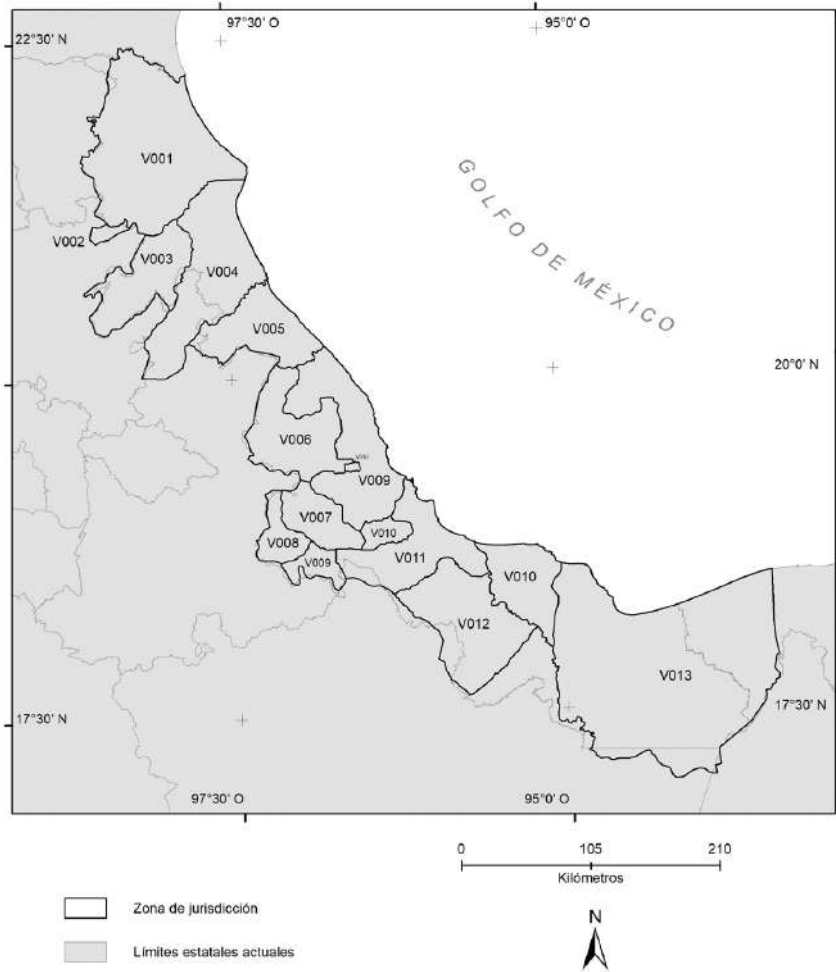 97°30' O
95°0' O
22°30' N
V001
V002
V003
V004
GOLFO DE MÉXICO
V005
20°0' N
V006
V009
V007
V010
V008
V009
V011
V010
V012
V013
17°30' N
17°30' N
97°30' O
95°0' O
0 105 210
Kilómetros
Zona de jurisdicción
N
Límites estatales actuales